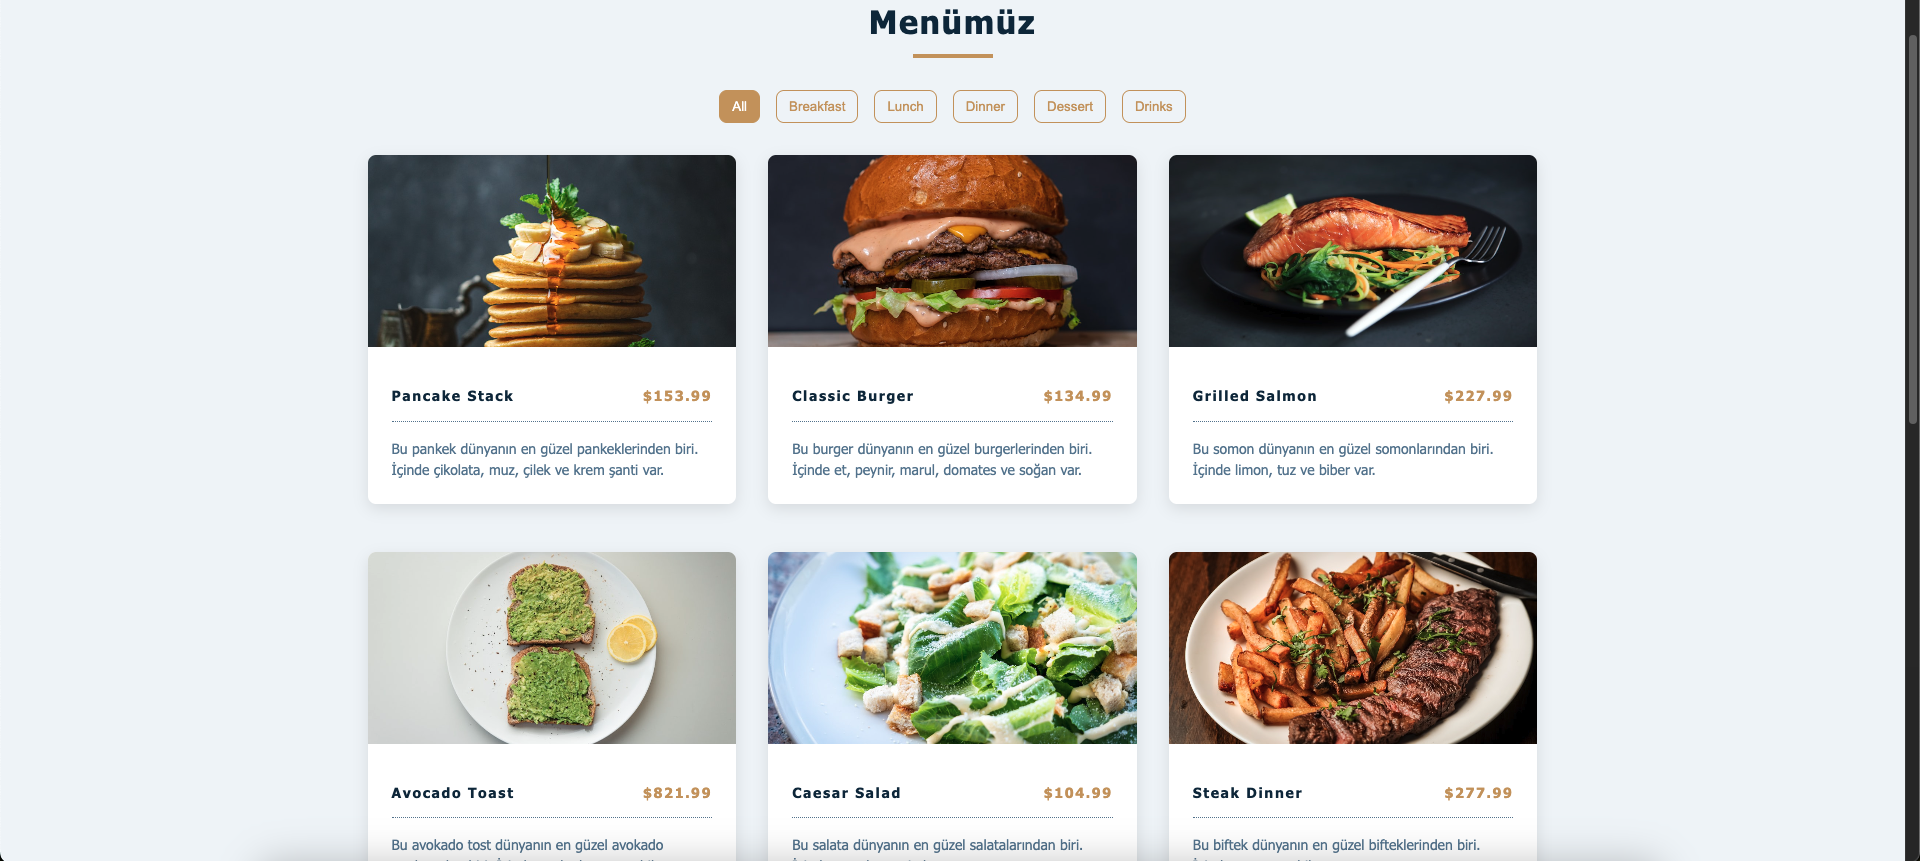 Menümüz
All
Breakfast
Lunch
Dinner
Dessert
Drinks
Pancake Stack $153.99
Bu pankek dünyanın en güzel pankeklerinden biri.
İçinde çikolata, muz, çilek ve krem şanti var.
Classic Burger $134.99
Bu burger dünyanın en güzel burgerlerinden biri.
İçinde et, peynir, marul, domates ve soğan var.
Grilled Salmon $227.99
Bu somon dünyanın en güzel somonlarından biri.
İçinde limon, tuz ve biber var.
Avocado Toast $821.99
Bu avokado tost dünyanın en güzel avokado
Caesar Salad $104.99
Bu salata dünyanın en güzel salatalarından biri.
Steak Dinner $277.99
Bu biftek dünyanın en güzel bifteklerinden biri.